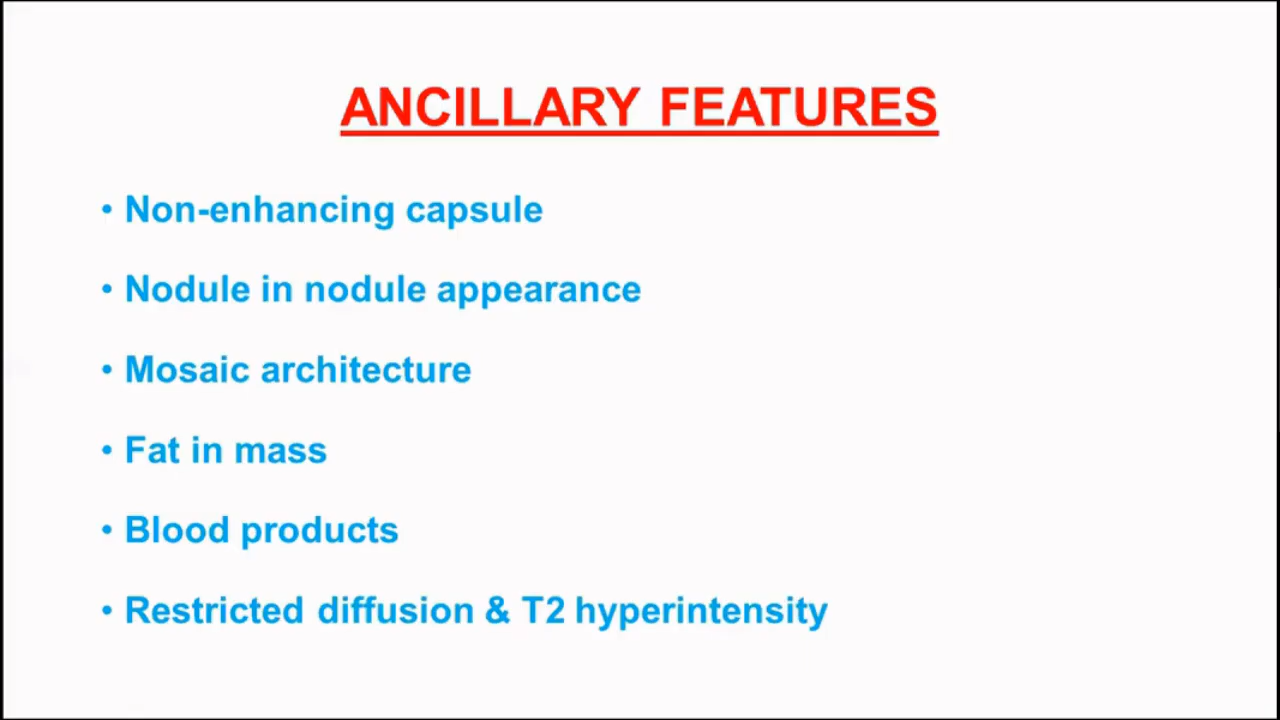 ANCILLARY FEATURES
• Non-enhancing capsule
• Nodule in nodule appearance
• Mosaic architecture
• Fat in mass
• Blood products
• Restricted diffusion & T2 hyperintensity